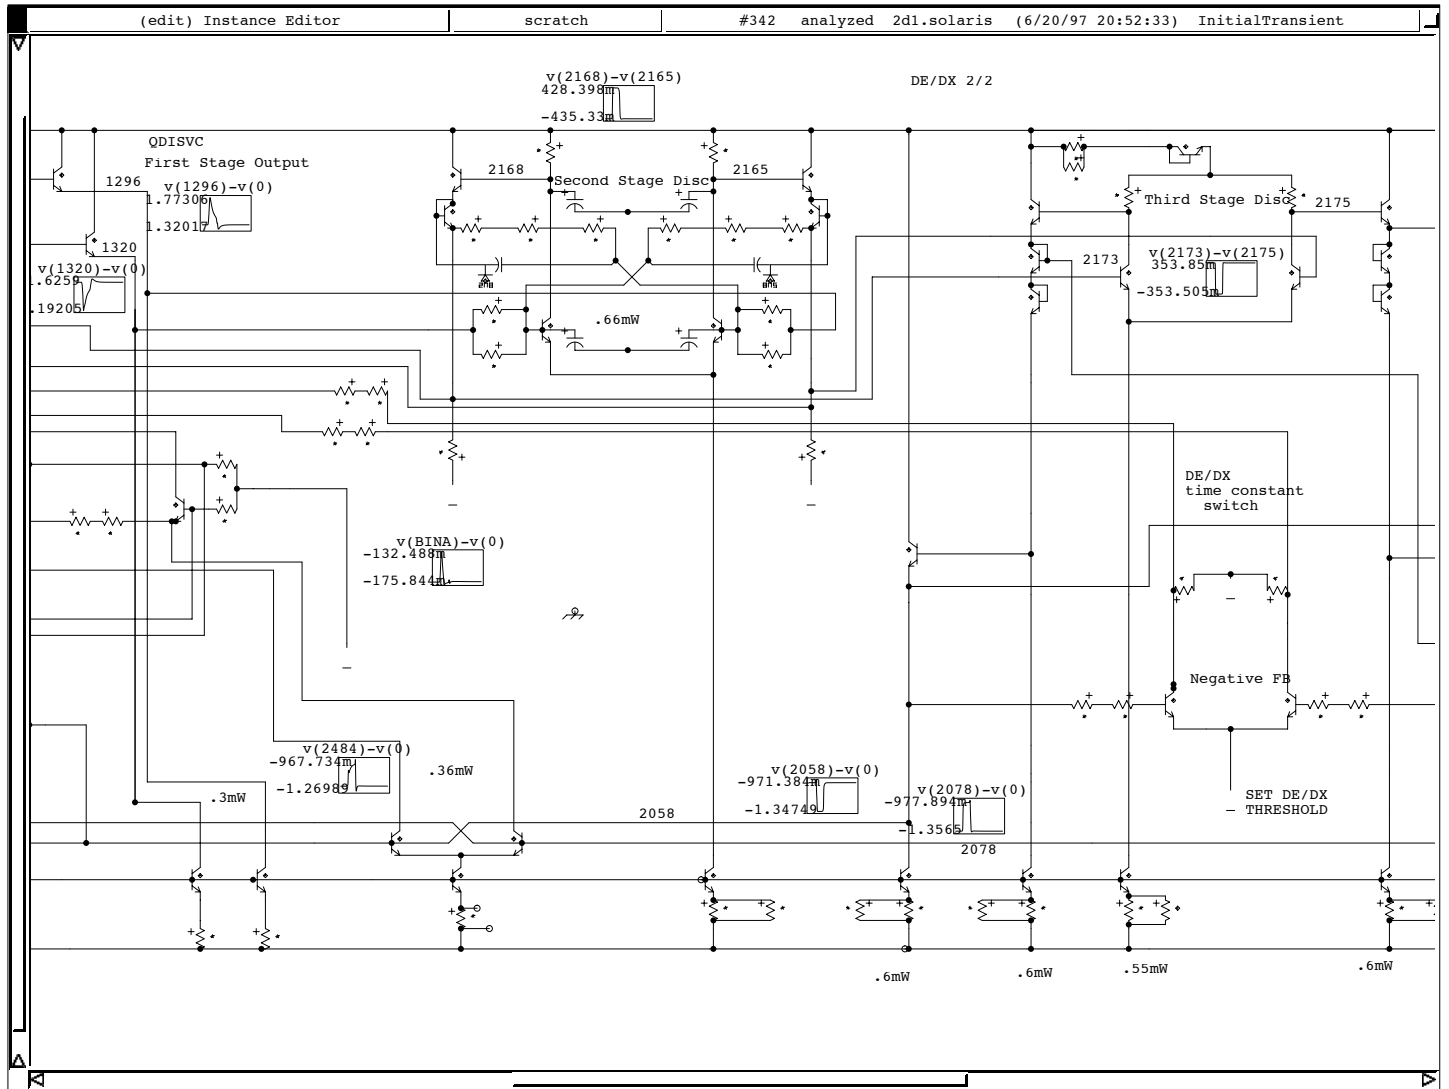 (edit) Instance Editor
scratch
#342 analyzed 2d1.solaris (6/20/97 20:52:33) InitialTransient
v(2168)-v(2165)
428.398m
-435.33m
DE/DX 2/2
QDISVC
First Stage Output
1296
v(1296)-v(0)
1.77306
1.32017
1320
v(1320)-v(0)
1.6259
.19205
2168
Second Stage Disc
2165
.66mW
Third Stage Disc
2175
2173
v(2173)-v(2175)
353.85m
-353.505m
DE/DX
time constant
switch
v(BINA)-v(0)
-132.488m
-175.844m
Negative FB
v(2484)-v(0)
-967.734m
-1.26989
.3mW
.36mW
2058
v(2058)-v(0)
-971.384m
-1.34749
v(2078)-v(0)
-977.894m
-1.3565
2078
SET DE/DX
THRESHOLD
.6mW
.6mW
.55mW
.6mW